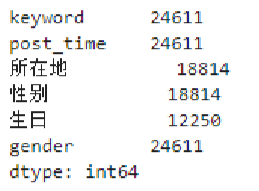 keyword 24611
post_time 24611
所在地 18814
性别 18814
生日 12250
gender 24611
dtype: int64